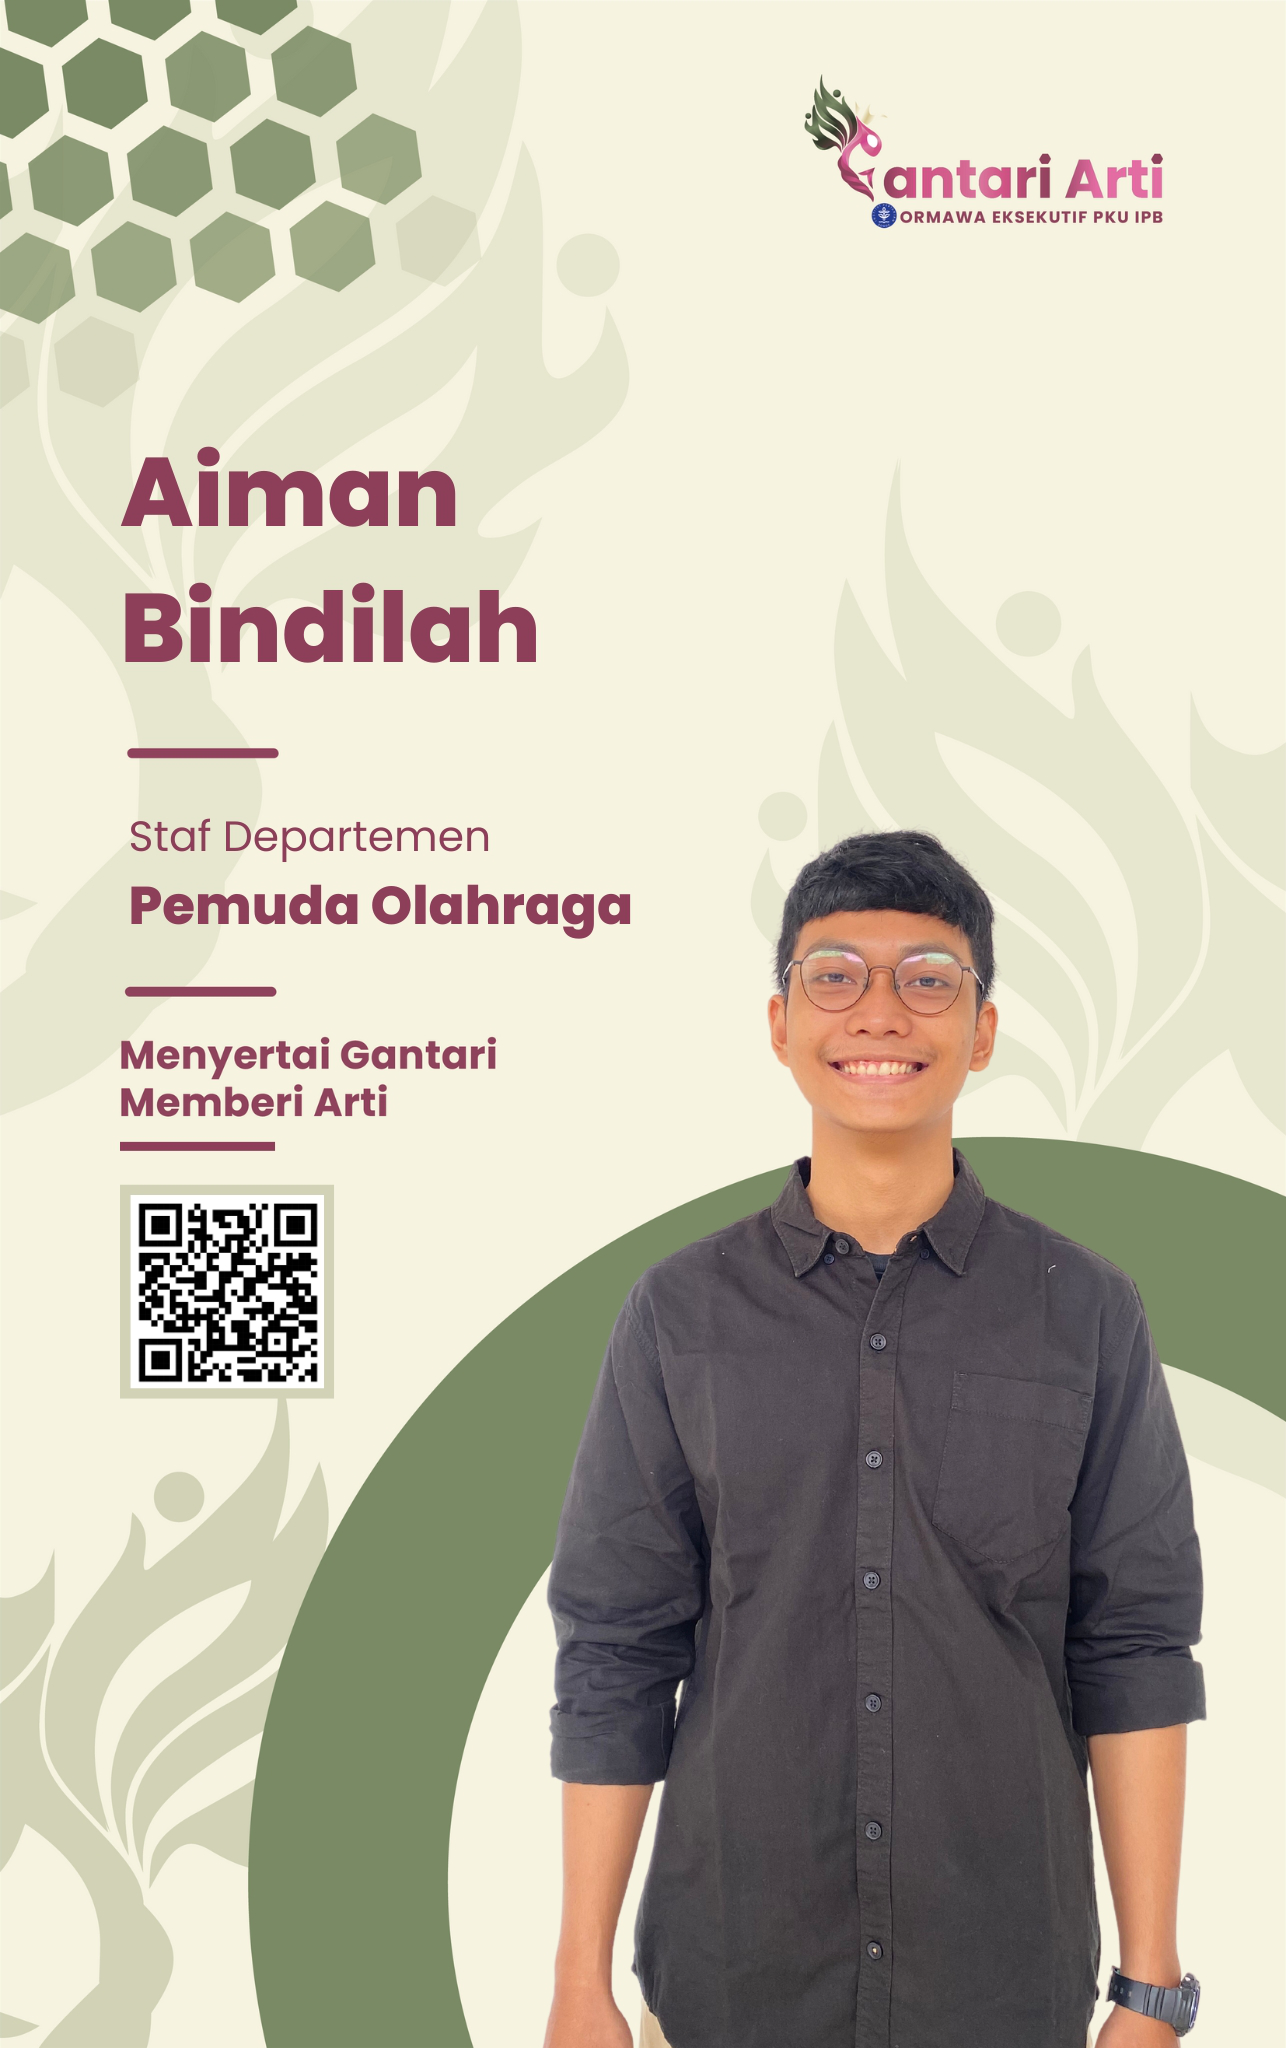 Gantari Arti
ORMAWA EKSEKUTIF PKU IPB
Aiman
Bindilah
Staf Departemen
Pemuda Olahraga
Menyertai Gantari
Memberi Arti